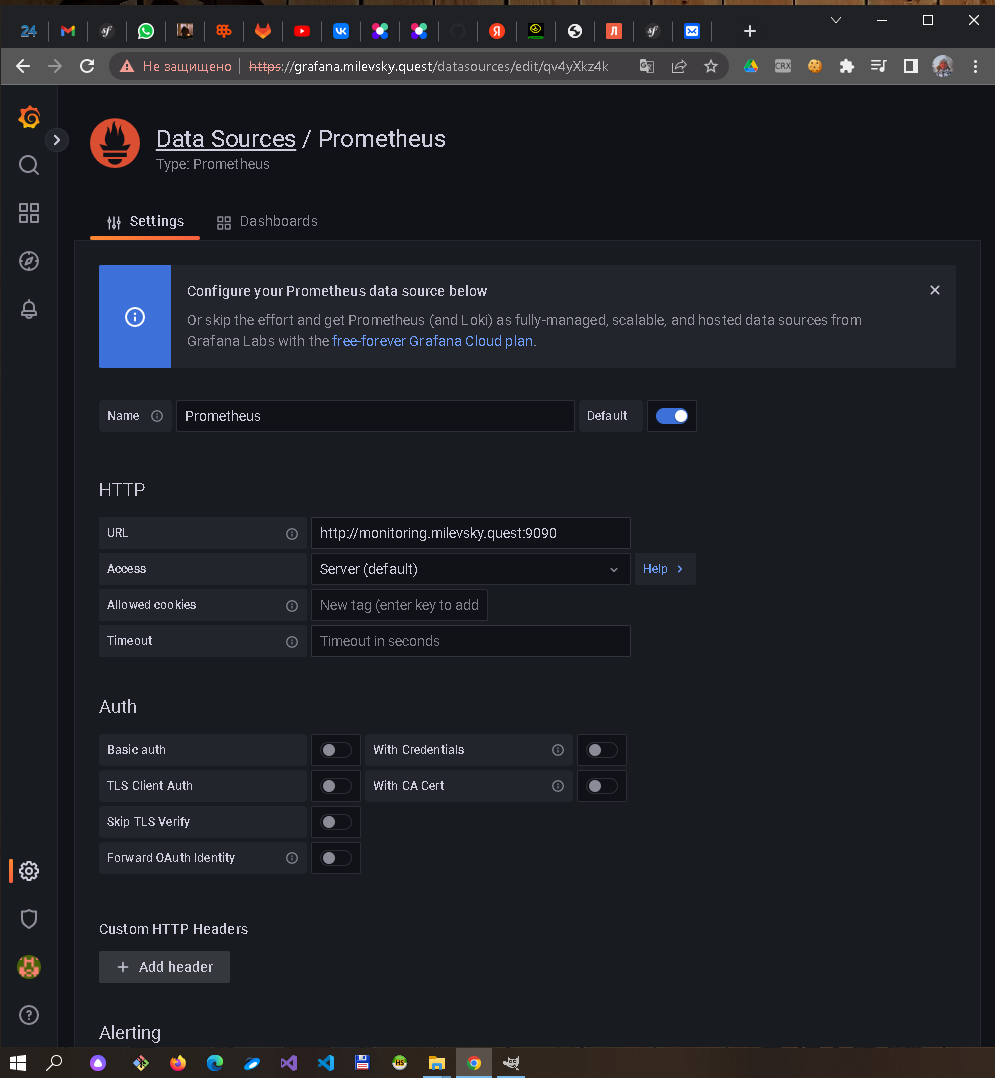 24
Не защищено https://grafana.milevsky.quest/datasources/edit/qv4yXkz4k
CRX
Data Sources / Prometheus
Type: Prometheus
Settings Dashboards
Configure your Prometheus data source below
Or skip the effort and get Prometheus (and Loki) as fully-managed, scalable, and hosted data sources from
Grafana Labs with the free-forever Grafana Cloud plan.
Name Prometheus Default
HTTP
URL http://monitoring.milevsky.quest:9090
Access Server (default) Help
Allowed cookies New tag (enter key to add
Timeout Timeout in seconds
Auth
Basic auth With Credentials
TLS Client Auth With CA Cert
Skip TLS Verify
Forward OAuth Identity
Custom HTTP Headers
+ Add header
Alerting